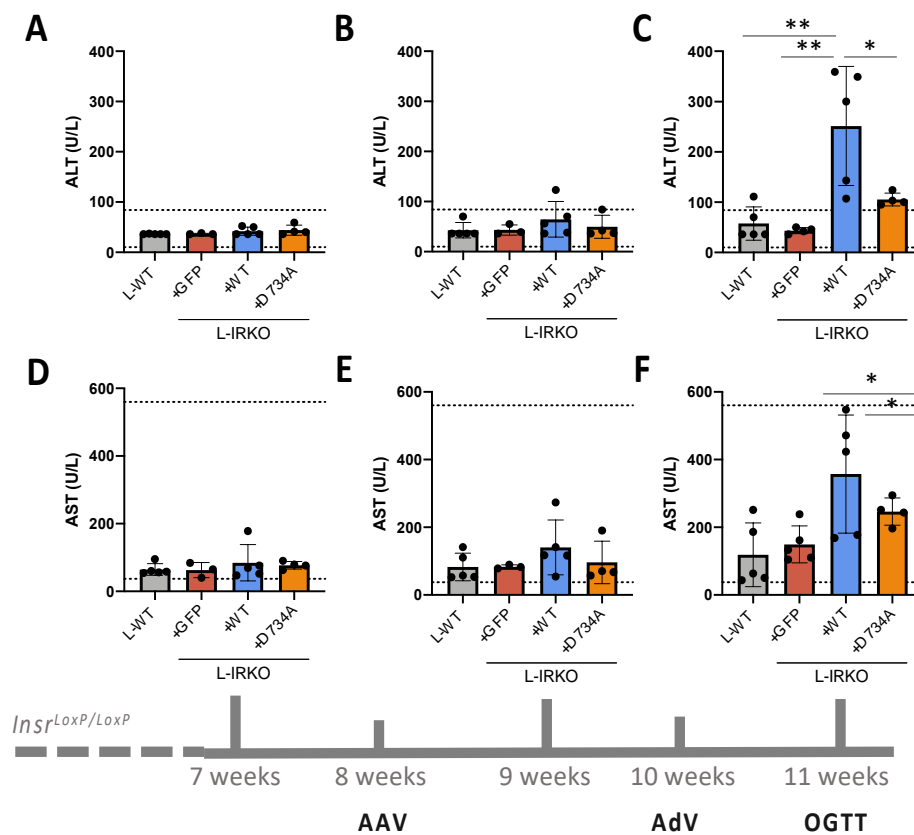 A
ALT (U/L)
400
300
200
100
0
L-WT
+GFP
+WT
+D734A
L-IRKO
B
ALT (U/L)
400
300
200
100
0
L-WT
+GFP
+WT
+D734A
L-IRKO
C
ALT (U/L)
400
300
200
100
0
**
**
*
L-WT
+GFP
+WT
+D734A
L-IRKO
D
AST (U/L)
600
400
200
0
L-WT
+GFP
+WT
+D734A
L-IRKO
E
AST (U/L)
600
400
200
0
L-WT
+GFP
+WT
+D734A
L-IRKO
F
AST (U/L)
600
400
200
0
*
*
L-WT
+GFP
+WT
+D734A
L-IRKO
Insr^LoxP/LoxP
7 weeks 8 weeks 9 weeks 10 weeks 11 weeks
AAV AdV OGTT